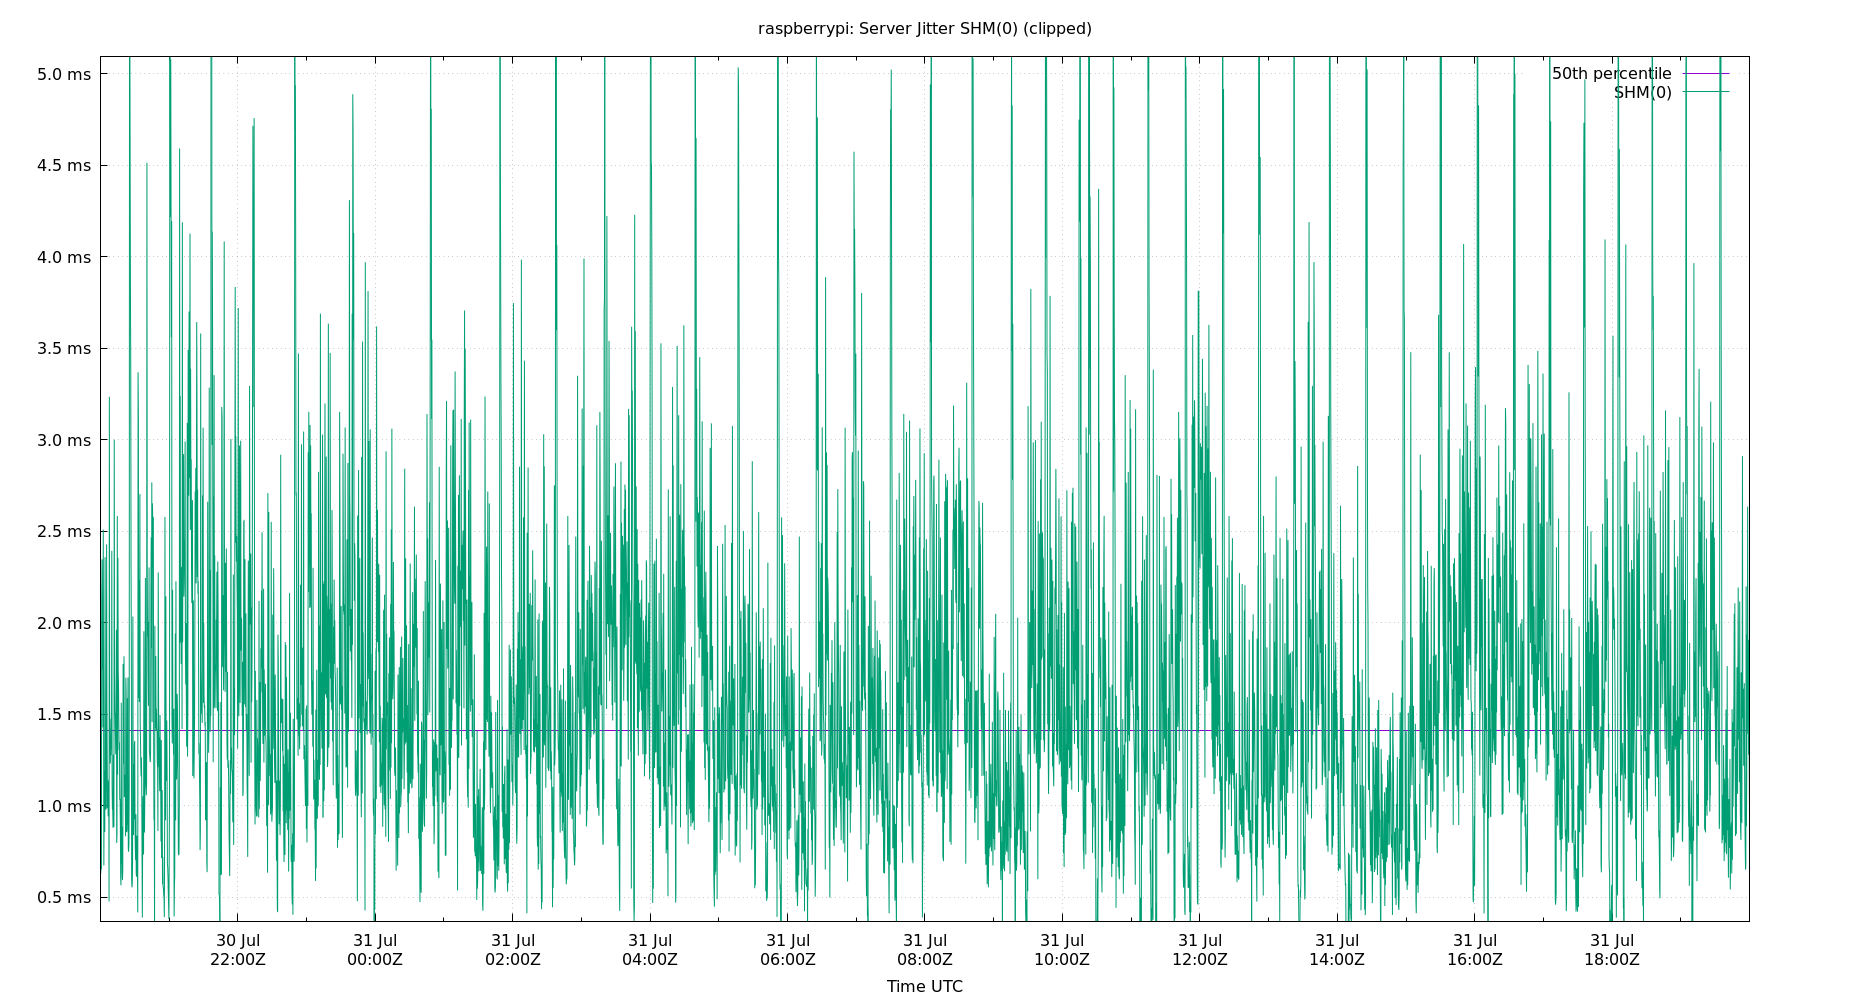 raspberrypi: Server Jitter SHM(0) (clipped)
5.0 ms
4.5 ms
4.0 ms
3.5 ms
3.0 ms
2.5 ms
2.0 ms
1.5 ms
1.0 ms
0.5 ms
50th percentile
SHM(0)
30 Jul
22:00Z
31 Jul
00:00Z
31 Jul
02:00Z
31 Jul
04:00Z
31 Jul
06:00Z
31 Jul
08:00Z
31 Jul
10:00Z
31 Jul
12:00Z
31 Jul
14:00Z
31 Jul
16:00Z
31 Jul
18:00Z
Time UTC